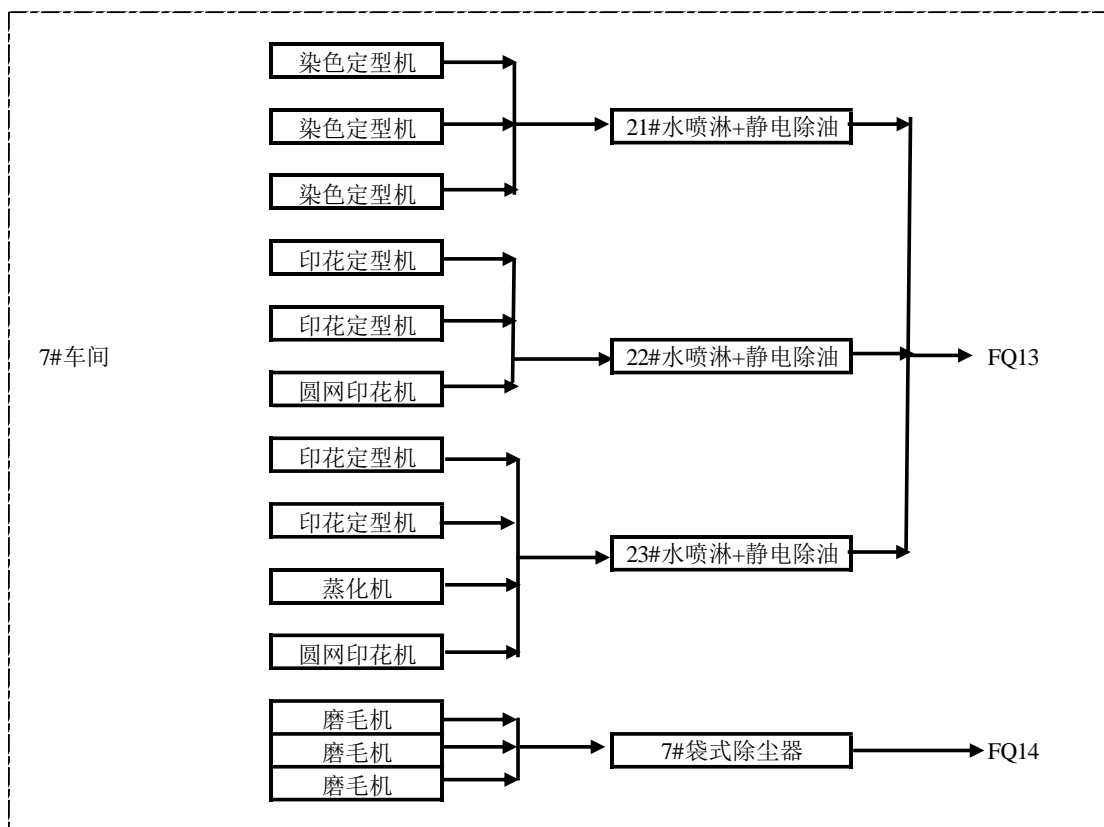 染色定型机
染色定型机
21#水喷淋+静电除油
染色定型机
印花定型机
印花定型机
7#车间
22#水喷淋+静电除油
FQ13
圆网印花机
印花定型机
印花定型机
23#水喷淋+静电除油
蒸化机
圆网印花机
磨毛机
磨毛机
7#袋式除尘器
FQ14
磨毛机